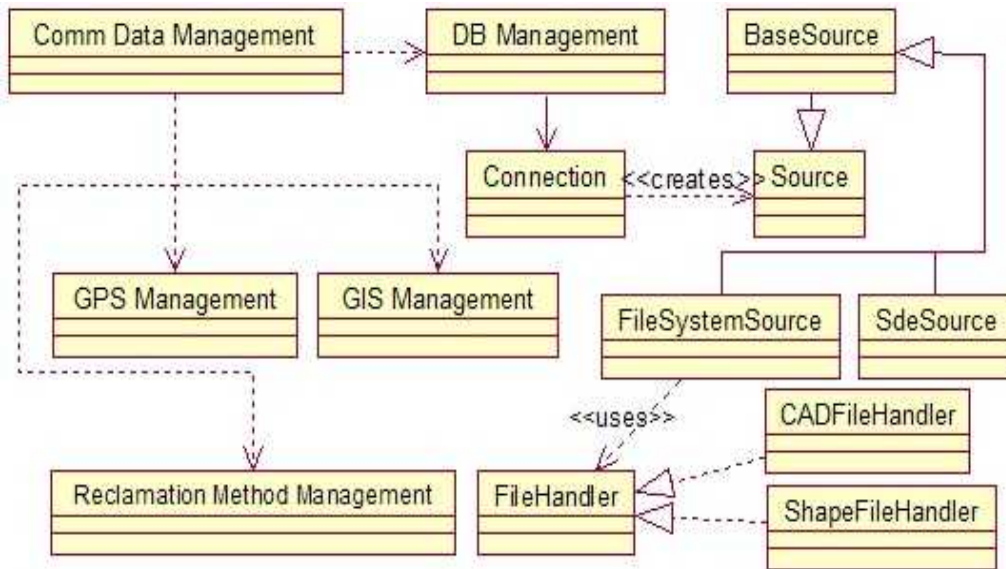 Comm Data Management
DB Management
BaseSource
Connection
<<creates>>
Source
GPS Management
GIS Management
FileSystemSource
SdeSource
<<uses>>
CADFileHandler
Reclamation Method Management
FileHandler
ShapeFileHandler